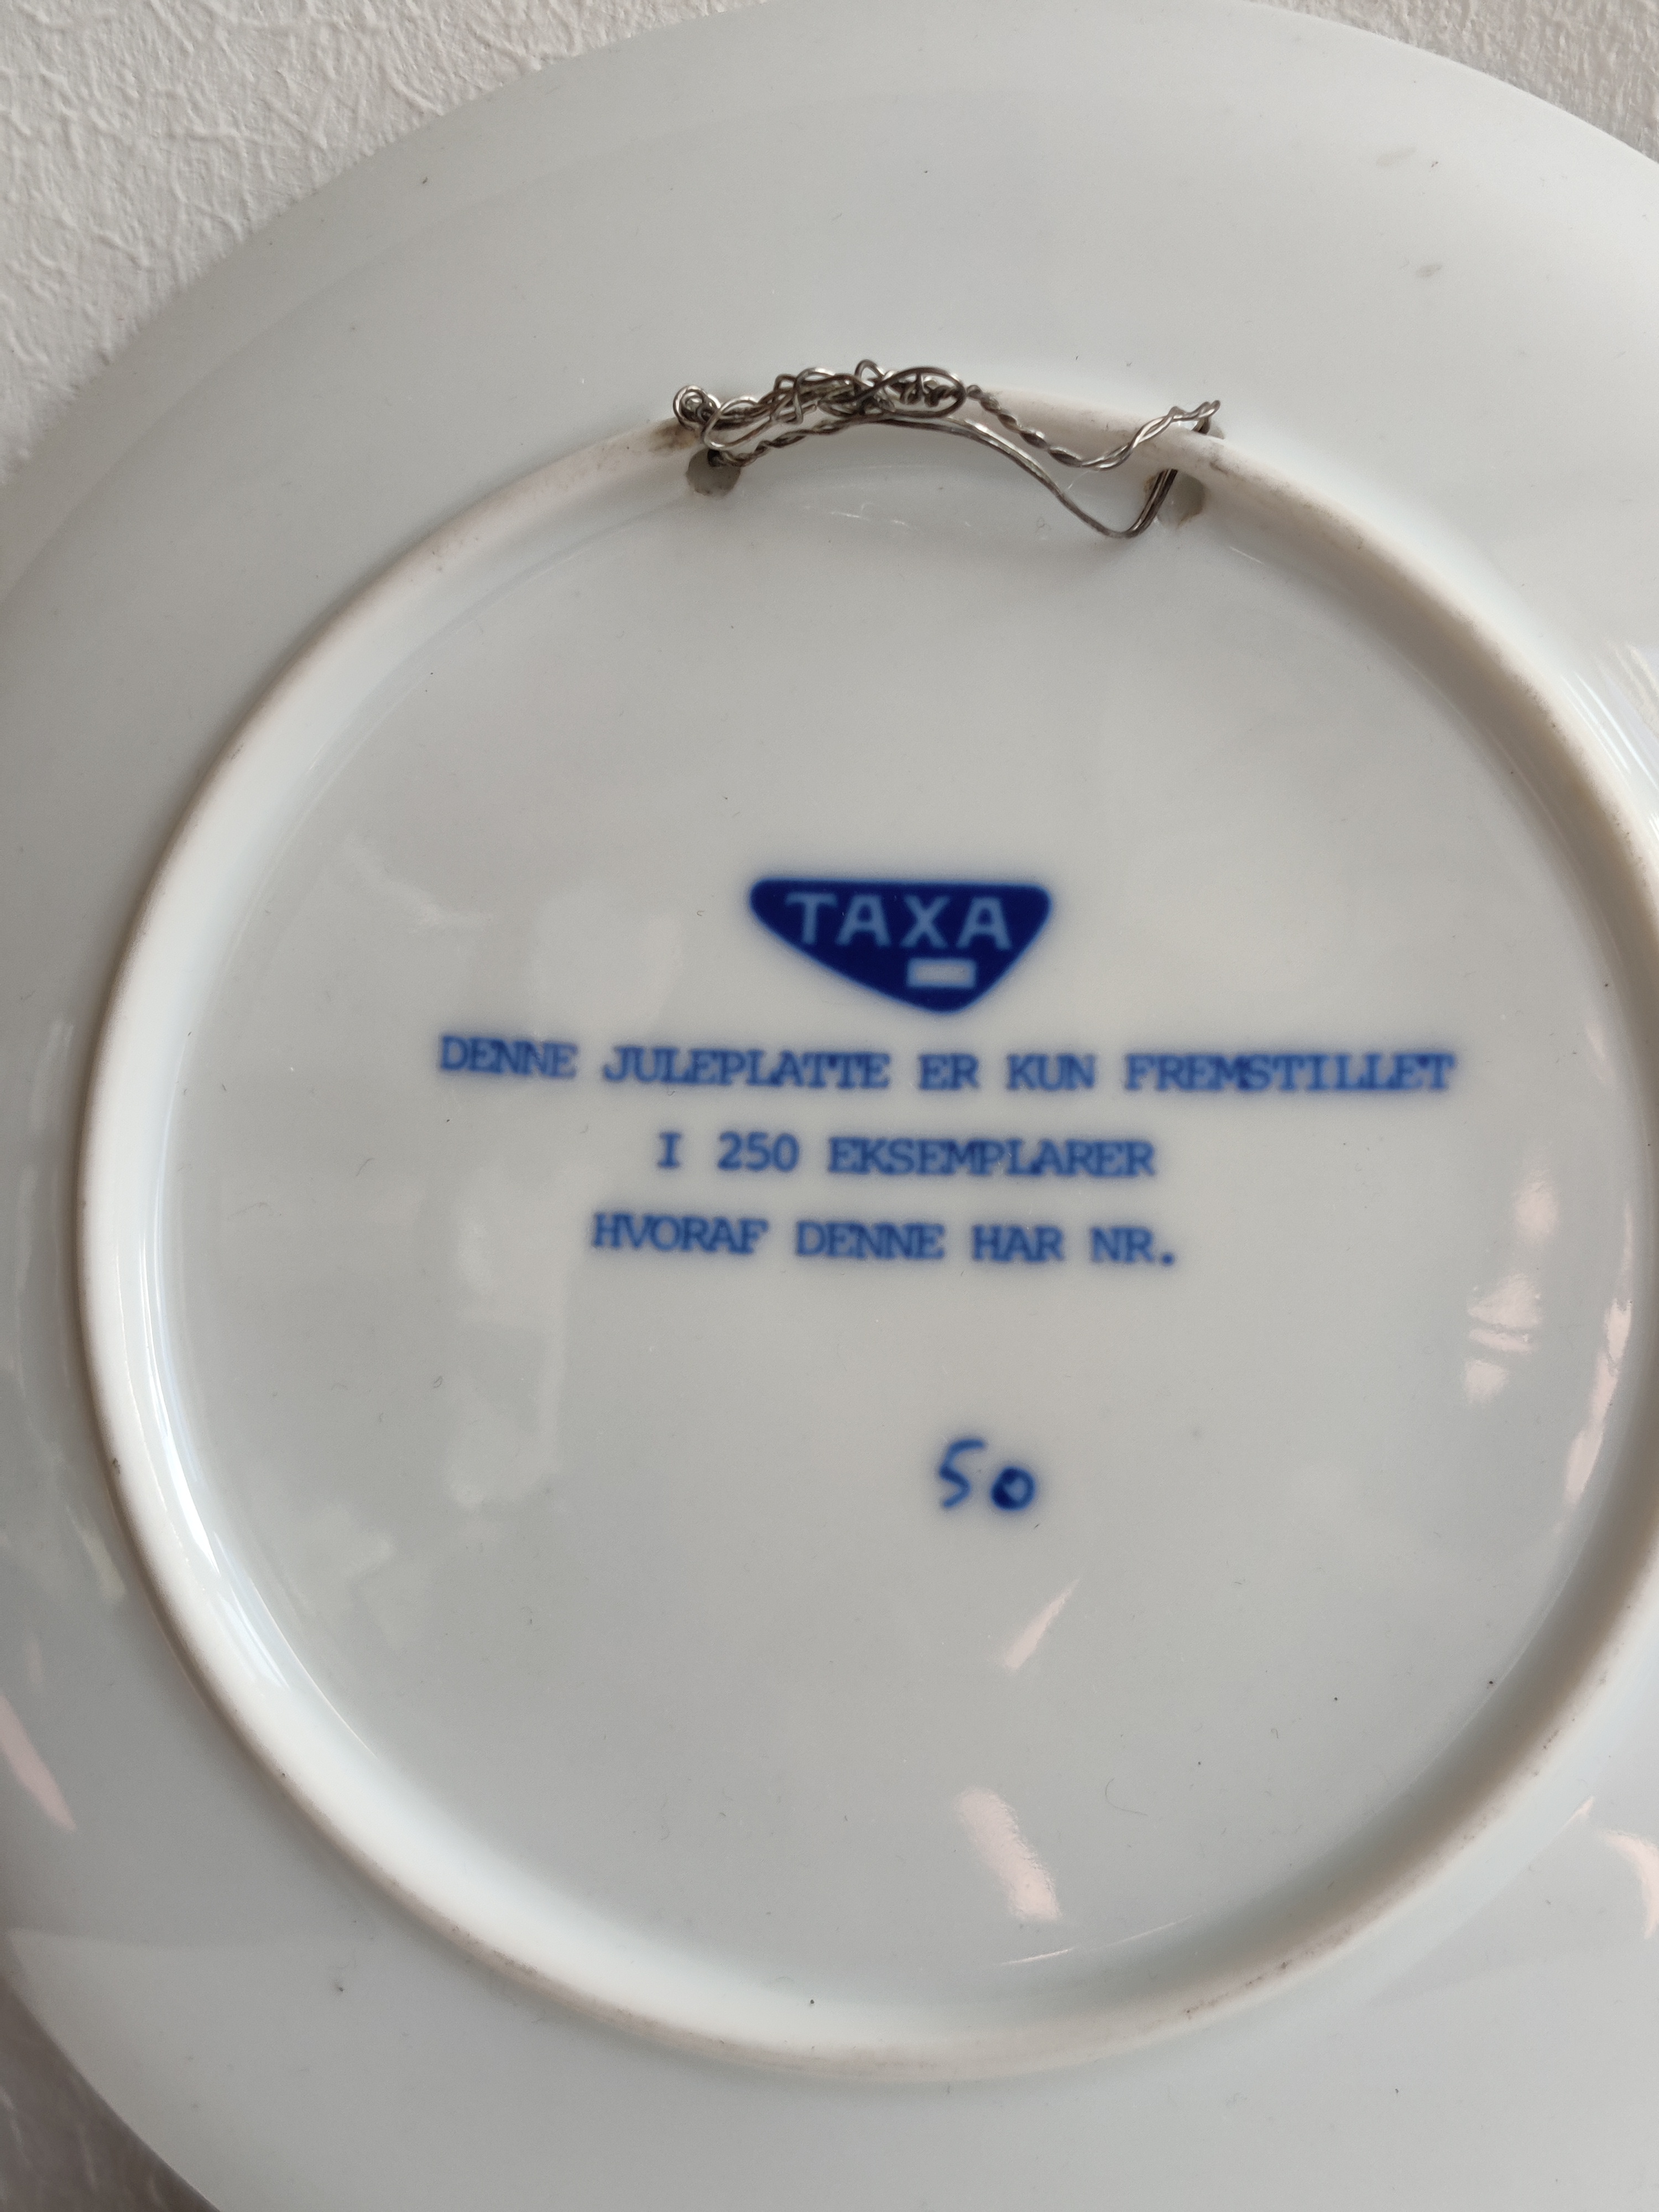 TAXA
DENNE JULEPLATTE ER KUN FREMSTILLET
I 250 EKSEMPLARER
HVORAF DENNE HAR NR.
50